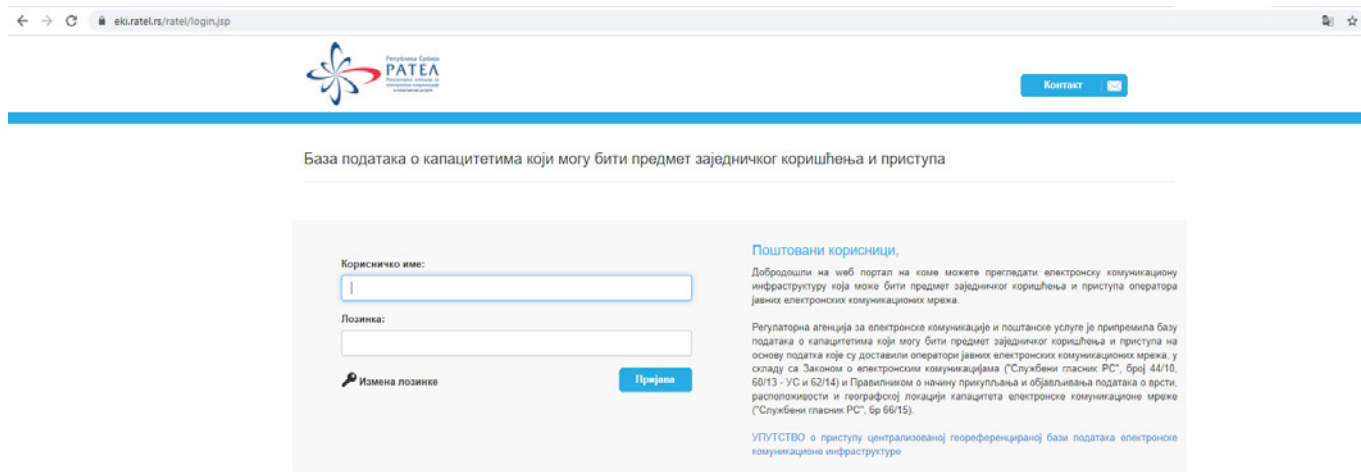 eki.ratel.rs/ratel/login.jsp
Република Србија
РАТЕЛ
Контакт
База података о капацитетима који могу бити предмет заједничког коришћења и приступа
Корисничко име:
Лозинка:
Измена лозинке
Пријава
Поштовани корисници,
Добродошли на wеб портал на коме можете прегледати електронску комуникациону
инфраструктуру која може бити предмет заједничког коришћења и приступа оператора
јавних електронских комуникационих мрежа.
Регулаторна агенција за електронске комуникације и поштанске услуге је припремила базу
података о капацитетима који могу бити предмет заједничког коришћења и приступа на
основу податка које су доставили оператори јавних електронских комуникационих мрежа, у
складу са Законом о електронским комуникацијама ("Службени гласник РС", број 44/10,
60/13 - УС и 62/14) и Правилником о начину прикупљања и објављивања података о врсти,
расположивости и географској локацији капацитета електронске комуникационе мреже
("Службени гласник РС", бр 66/15).
УПУТСТВО о приступу централизованој геореференцираној бази података електронске
комуникационе инфраструктуре